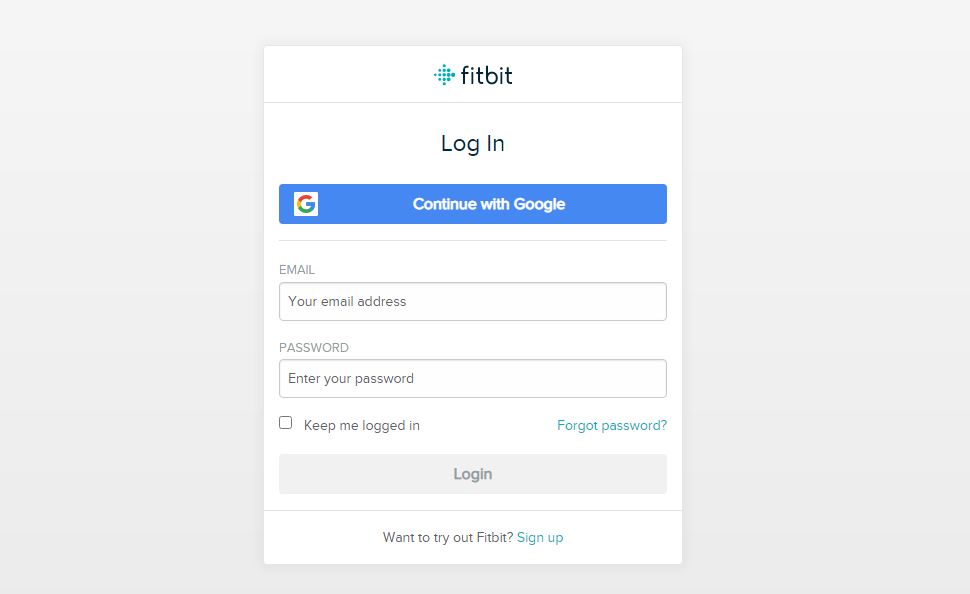 fitbit
Log In
Continue with Google
EMAIL
Your email address
PASSWORD
Enter your password
Keep me logged in Forgot password?
Login
Want to try out Fitbit? Sign up